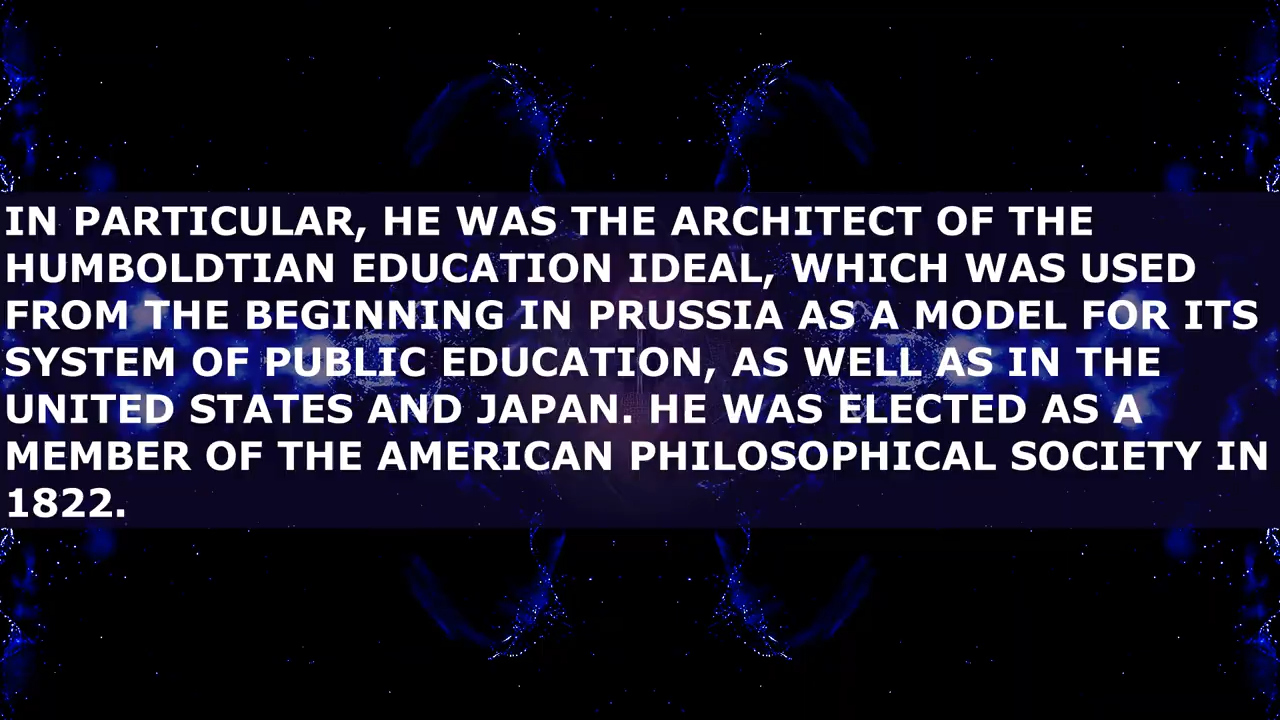 IN PARTICULAR, HE WAS THE ARCHITECT OF THE
HUMBOLDTIAN EDUCATION IDEAL, WHICH WAS USED
FROM THE BEGINNING IN PRUSSIA AS A MODEL FOR ITS
SYSTEM OF PUBLIC EDUCATION, AS WELL AS IN THE
UNITED STATES AND JAPAN. HE WAS ELECTED AS A
MEMBER OF THE AMERICAN PHILOSOPHICAL SOCIETY IN
1822.